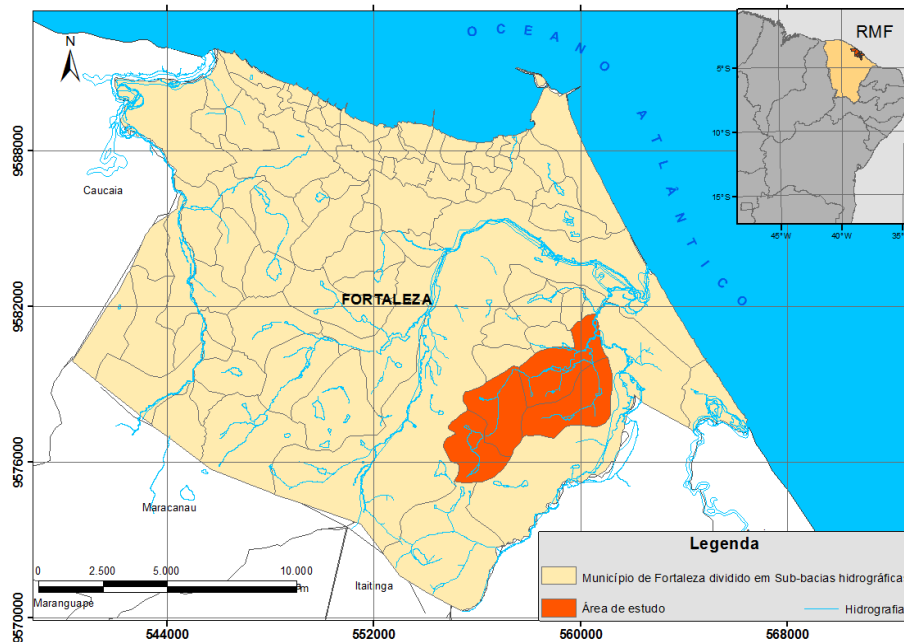 N
OCEANO ATLÂNTICO
RMF
5°S
10°S
15°S
45°W
40°W
35°
9588000
9582000
9576000
9570000
Caucaia
FORTALEZA
Maracanau
Itaitinga
Maranguape
0 2.500 5.000 10.000
m
544000 552000 560000 568000
Legenda
Município de Fortaleza dividido em Sub-bacias hidrográficas
Área de estudo
Hidrografia